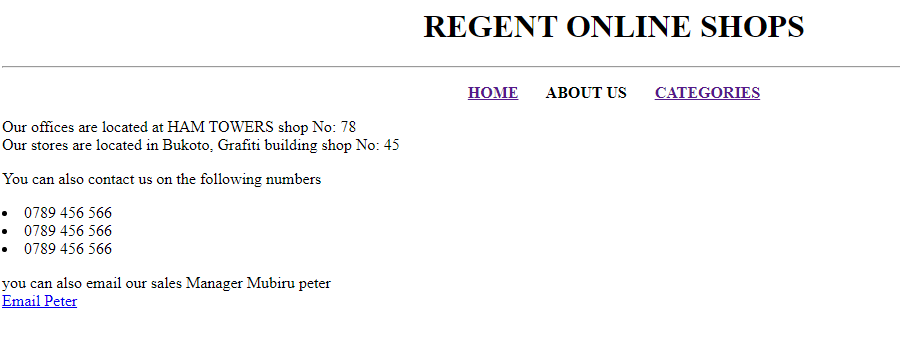 REGENT ONLINE SHOPS
HOME ABOUT US CATEGORIES
Our offices are located at HAM TOWERS shop No: 78
Our stores are located in Bukoto, Grafiti building shop No: 45
You can also contact us on the following numbers
• 0789 456 566
• 0789 456 566
• 0789 456 566
you can also email our sales Manager Mubiru peter
Email Peter